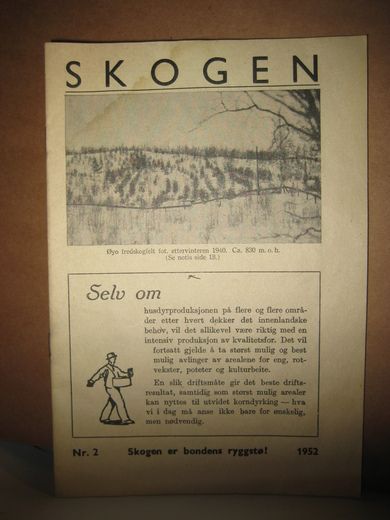 SKOGEN
Øyo fredskogfelt fot. ettervinteren 1940. Ca. 830 m. o. h.
(Se notis side 13.)
Selv om
husdyrproduksjonen på flere og flere områ-
der etter hvert dekker det innenlandske
behov, vil det allikevel være riktig med en
intensiv produksjon av kvalitetsfor. Det vil
fortsatt gjelde å ta størst mulig og best
mulig avlinger av arealene for eng, rot-
vekster, poteter og kulturbeite.
En slik driftsmåte gir det beste drifts-
resultat, samtidig som størst mulig arealer
kan nyttes til utvidet korndyrking — hva
vi i dag må anse ikke bare for ønskelig,
men nødvendig.
Nr. 2 Skogen er bondens ryggstø! 1952